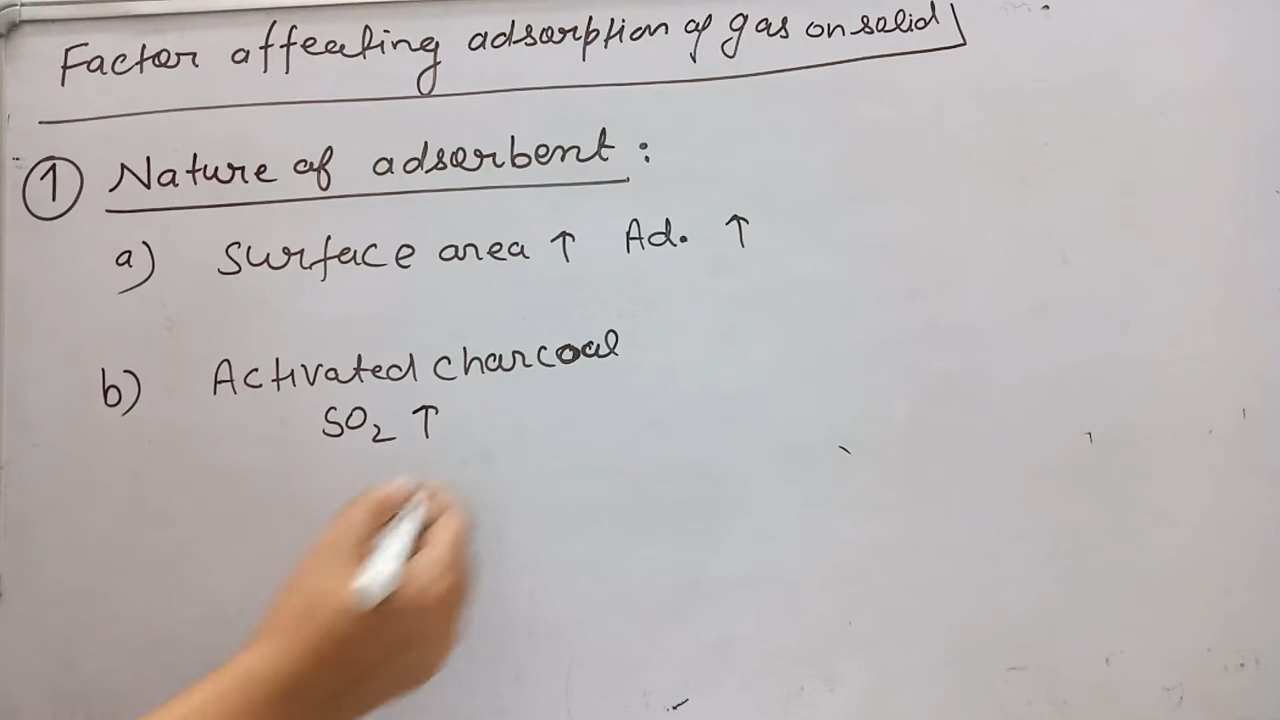 Factor affecting adsorption of gas on solid
① Nature of adsorbent :
a) Surface area ↑ Ad. ↑
b) Activated charcoal
SO₂ ↑